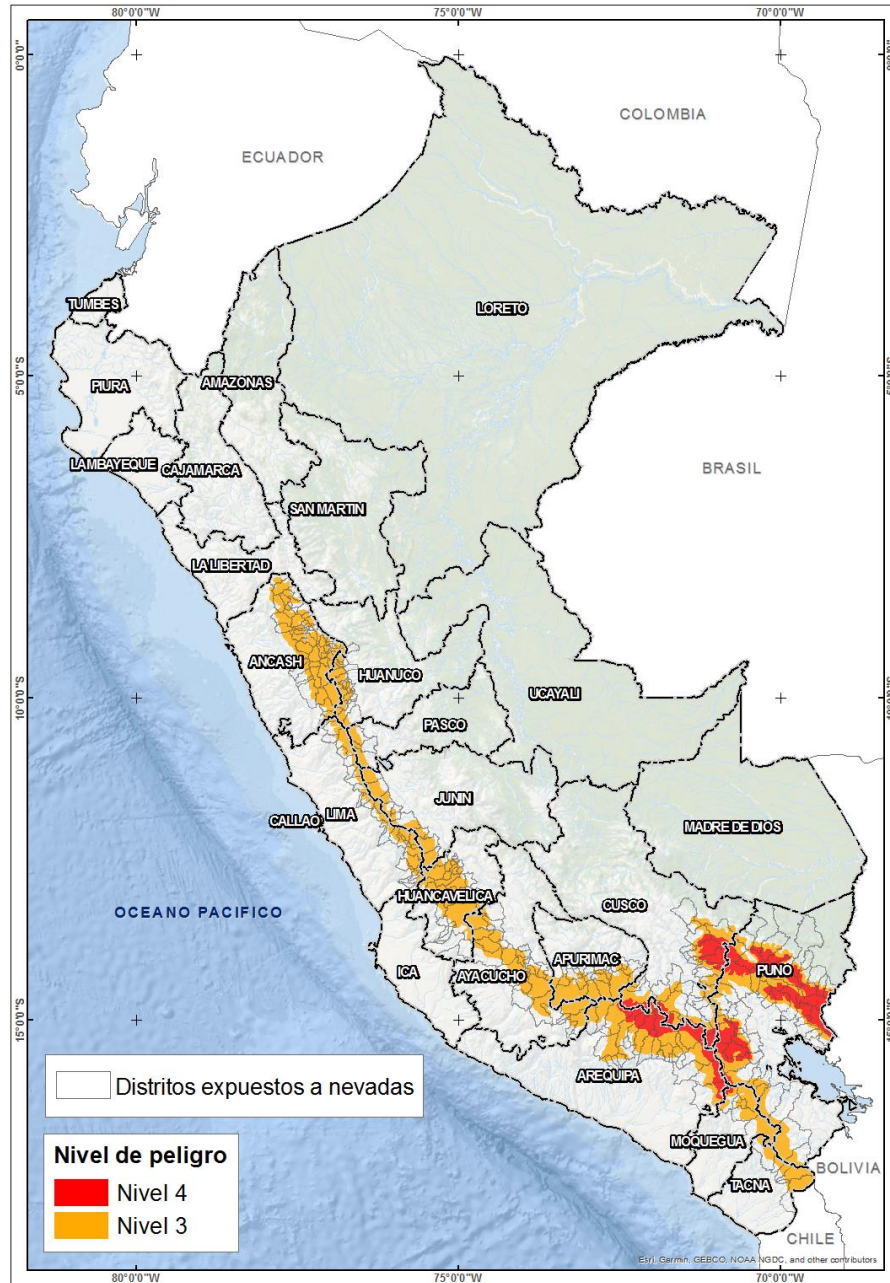 80°0'0"W 75°0'0"W 70°0'0"W
0°0'0" 0°0'0"
COLOMBIA
ECUADOR
TUMBES
LORETO
5°0'0"S
PIURA
AMAZONAS
LAMBAYEQUE
CAJAMARCA
BRASIL
SAN MARTIN
LA LIBERTAD
ANCASH
HUANUCO
10°0'0"S
UCAYALI
PASCO
JUNIN
CALLAO
LIMA
MADRE DE DIOS
HUANCAVELICA
CUSCO
OCEANO PACIFICO
APURIMAC
PUNO
ICA
AYACUCHO
15°0'0"S
AREQUIPA
Distritos expuestos a nevadas
MOQUEGUA
BOLIVIA
TACNA
Nivel de peligro
Nivel 4
Nivel 3
CHILE
Esri, Garmin, GEBCO, NOAA NGDC, and other contributors
80°0'0"W 75°0'0"W 70°0'0"W